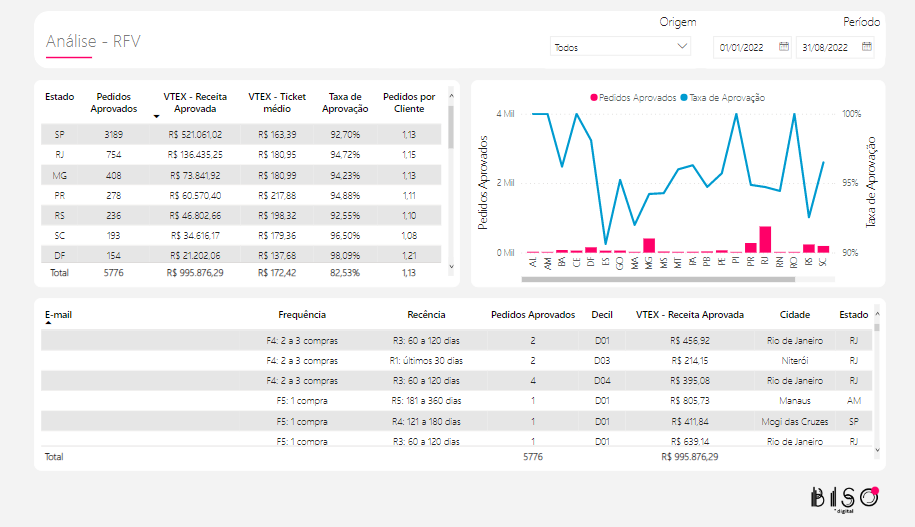 Análise - RFV
Origem
Todos
Período
01/01/2022 31/08/2022
Estado Pedidos Aprovados VTEX - Receita Aprovada VTEX - Ticket médio Taxa de Aprovação Pedidos por Cliente
SP 3189 R$ 521.061,02 R$ 163,39 92,70% 1,13
RJ 754 R$ 136.435,25 R$ 180,95 94,72% 1,15
MG 408 R$ 73.841,92 R$ 180,99 94,23% 1,13
PR 278 R$ 60.570,40 R$ 217,88 94,88% 1,11
RS 236 R$ 46.802,66 R$ 198,32 92,55% 1,10
SC 193 R$ 34.616,17 R$ 179,36 96,50% 1,08
DF 154 R$ 21.202,06 R$ 137,68 98,09% 1,21
Total 5776 R$ 995.876,29 R$ 172,42 82,53% 1,13
Pedidos Aprovados Taxa de Aprovação
Pedidos Aprovados
4 Mil
2 Mil
0 Mil
100%
95%
90%
Taxa de Aprovação
AL AM BA CE DF ES GO MA MG MS MT PA PB PE PI PR RJ RN RO RS SC
E-mail Frequência Recência Pedidos Aprovados Decil VTEX - Receita Aprovada Cidade Estado
F4: 2 a 3 compras R3: 60 a 120 dias 2 D01 R$ 456,92 Rio de Janeiro RJ
F4: 2 a 3 compras R1: últimos 30 dias 2 D03 R$ 214,15 Niterói RJ
F4: 2 a 3 compras R3: 60 a 120 dias 4 D04 R$ 395,08 Rio de Janeiro RJ
F5: 1 compra R5: 181 a 360 dias 1 D01 R$ 805,73 Manaus AM
F5: 1 compra R4: 121 a 180 dias 1 D01 R$ 411,84 Mogi das Cruzes SP
F5: 1 compra R3: 60 a 120 dias 1 D01 R$ 639,14 Rio de Janeiro RJ
Total 5776 R$ 995.876,29
BISO
digital